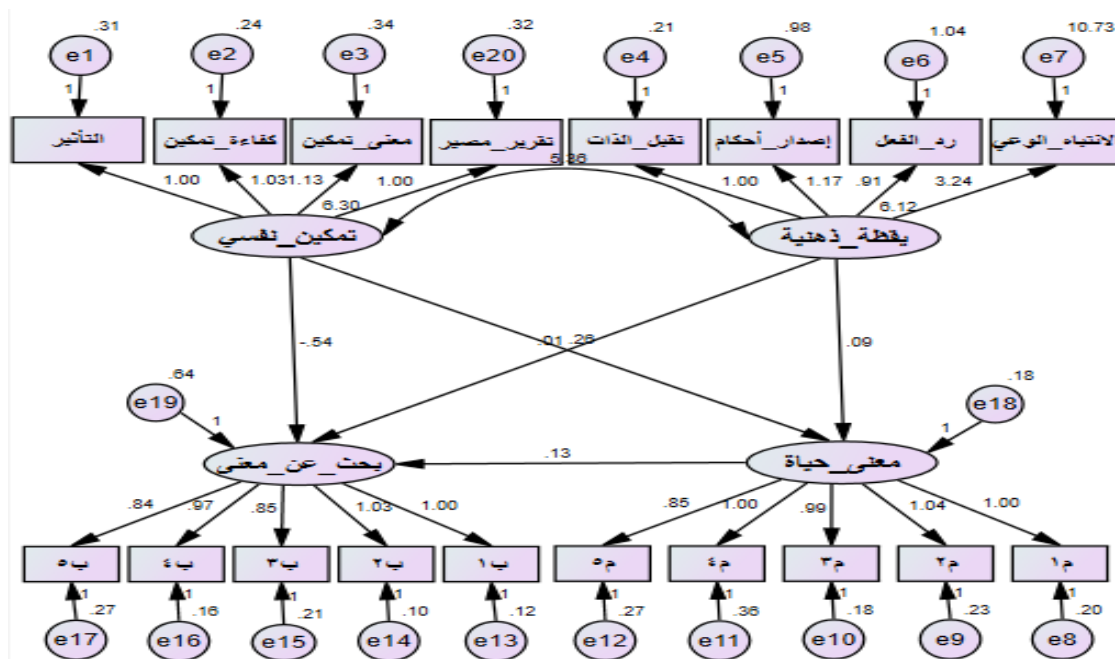 .31 .24 .34 .32 .21 .98 1.04 10.73
e1 e2 e3 e20 e4 e5 e6 e7
1 1 1 1 1 1 1 1
التأثير كفاءة_تمكين معنى_تمكين تقرير_مصير تقبل_الذات إصدار_أحكام رد_الفعل الانتباه_الوعي
5.36
1.00 1.03 1.13 1.00 1.00 1.17 .91 3.24
6.30 6.12
تمكين_نفسي يقظة_ذهنية
-.54 .01 .26 .09
.64 .18
e19 e18
1 1
بحث_عن_معنى .13 معنى_حياة
.84 .97 .85 1.03 1.00 .85 1.00 .99 1.04 1.00
ب٥ ب٤ ب٣ ب٢ ب١ م٥ م٤ م٣ م٢ م١
1 1 1 1 1 1 1 1 1 1
.27 .16 .21 .10 .12 .27 .36 .18 .23 .20
e17 e16 e15 e14 e13 e12 e11 e10 e9 e8